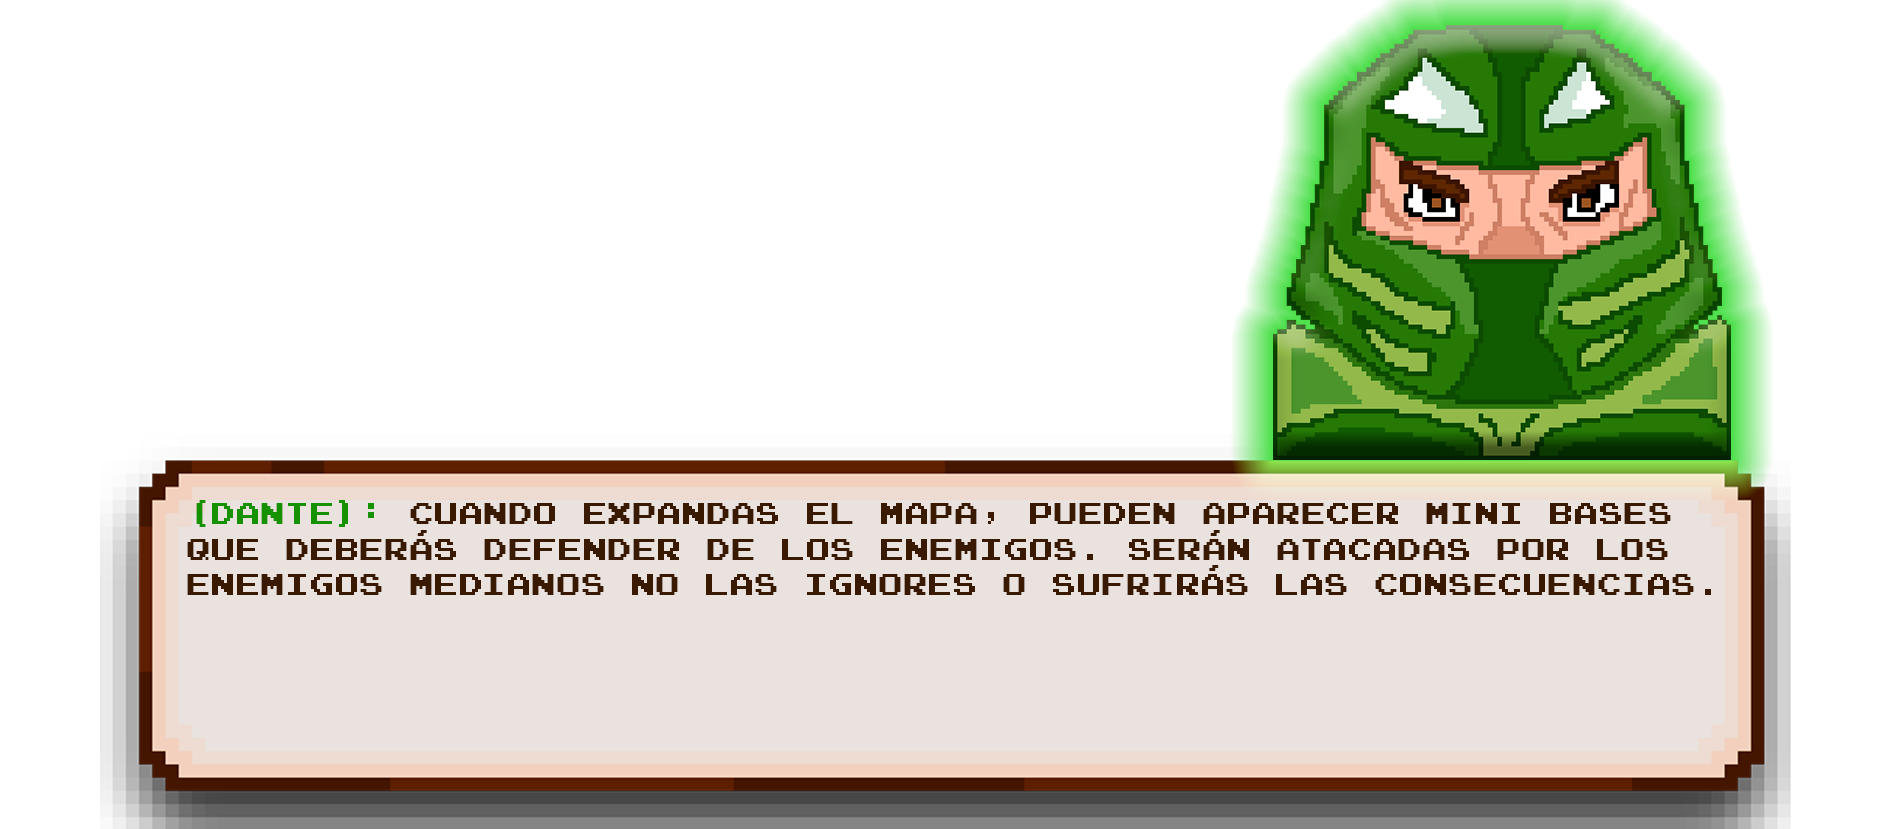 (DANTE): CUANDO EXPANDAS EL MAPA, PUEDEN APARECER MINI BASES
QUE DEBERÁS DEFENDER DE LOS ENEMIGOS. SERÁN ATACADAS POR LOS
ENEMIGOS MEDIANOS NO LAS IGNORES O SUFRIRÁS LAS CONSECUENCIAS.